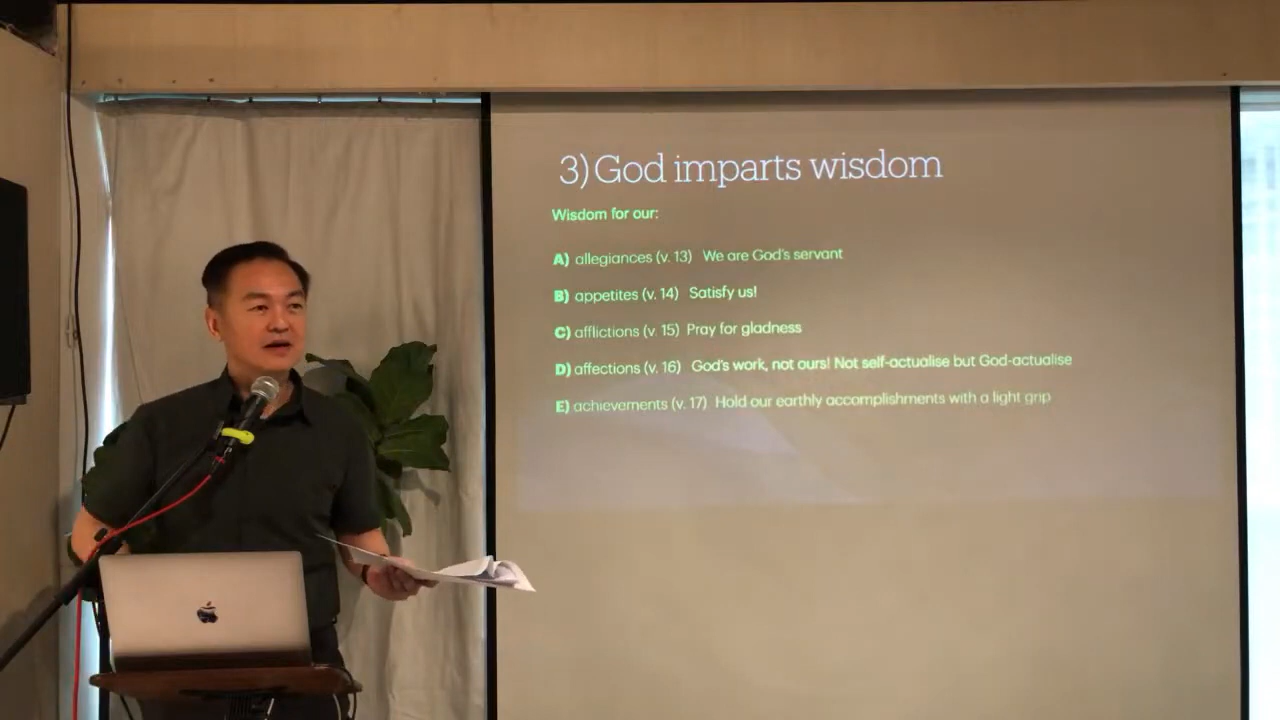 3) God imparts wisdom
Wisdom for our:
A) allegiances (v. 13) We are God's servant
B) appetites (v. 14) Satisfy us!
C) afflictions (v. 15) Pray for gladness
D) affections (v. 16) God's work, not ours! Not self-actualise but God-actualise
E) achievements (v. 17) Hold our earthly accomplishments with a light grip